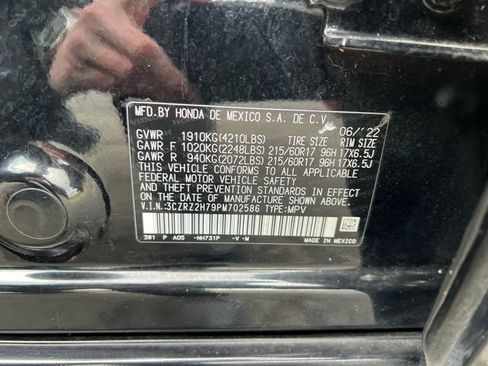 MFD. BY HONDA DE MEXICO S.A. DE C.V. 06/'22
GVWR 1910KG(4210LBS) TIRE SIZE RIM SIZE
GAWR F 1020KG(2248LBS) 215/60R17 96H 17X6.5J
GAWR R 940KG(2072LBS) 215/60R17 96H 17X6.5J
THIS VEHICLE CONFORMS TO ALL APPLICABLE
FEDERAL MOTOR VEHICLE SAFETY AND THEFT
PREVENTION STANDARDS IN EFFECT ON THE
DATE OF MANUFACTURE SHOWN ABOVE.
V.I.N.:3CZRZ2H79PM702586 TYPE:MPV
3W1 P A05 -NH731P -V -M MADE IN MEXICO